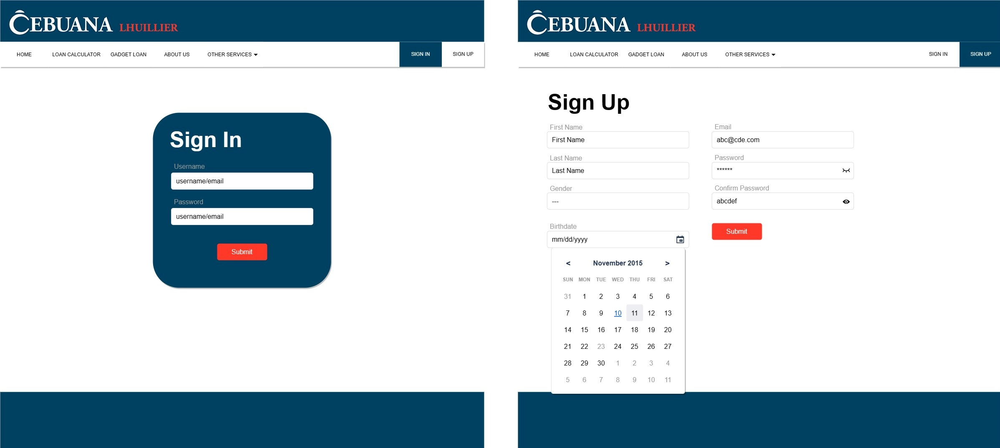 ĈEBUANA LHUILLIER
HOME LOAN CALCULATOR GADGET LOAN ABOUT US OTHER SERVICES SIGN IN SIGN UP
Sign In
Username
username/email
Password
username/email
Submit
ĈEBUANA LHUILLIER
HOME LOAN CALCULATOR GADGET LOAN ABOUT US OTHER SERVICES SIGN IN SIGN UP
Sign Up
First Name
First Name
Last Name
Last Name
Gender
---
Birthdate
mm/dd/yyyy
< November 2015 >
SUN MON TUE WED THU FRI SAT
31 1 2 3 4 5 6
7 8 9 10 11 12 13
14 15 16 17 18 19 20
21 22 23 24 25 26 27
28 29 30 1 2 3 4
5 6 7 8 9 10 11
Email
abc@cde.com
Password
******
Confirm Password
abcdef
Submit